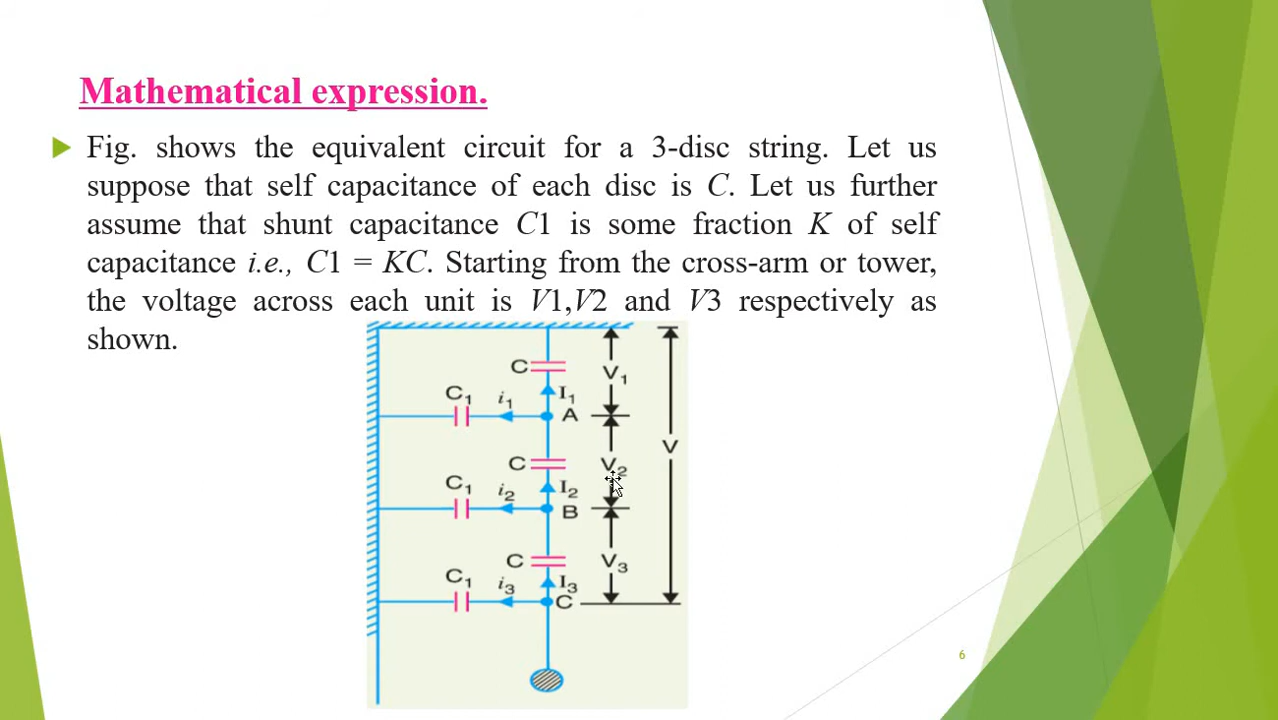 Mathematical expression.
Fig. shows the equivalent circuit for a 3-disc string. Let us
suppose that self capacitance of each disc is C. Let us further
assume that shunt capacitance C1 is some fraction K of self
capacitance i.e., C1 = KC. Starting from the cross-arm or tower,
the voltage across each unit is V1,V2 and V3 respectively as
shown.
C
V₁
C₁ i₁ I₁
A
V
C V₂
C₁ i₂ I₂
B
C V₃
C₁ i₃ I₃
C
6